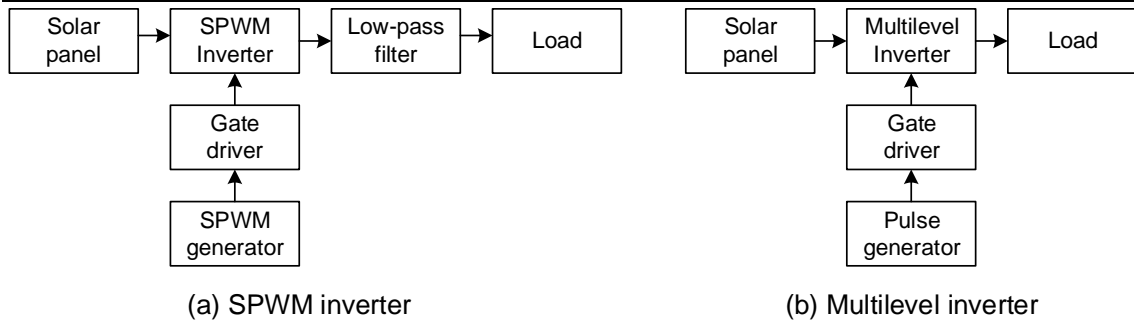 Solar
panel
SPWM
Inverter
Low-pass
filter
Load
Gate
driver
SPWM
generator
(a) SPWM inverter
Solar
panel
Multilevel
Inverter
Load
Gate
driver
Pulse
generator
(b) Multilevel inverter